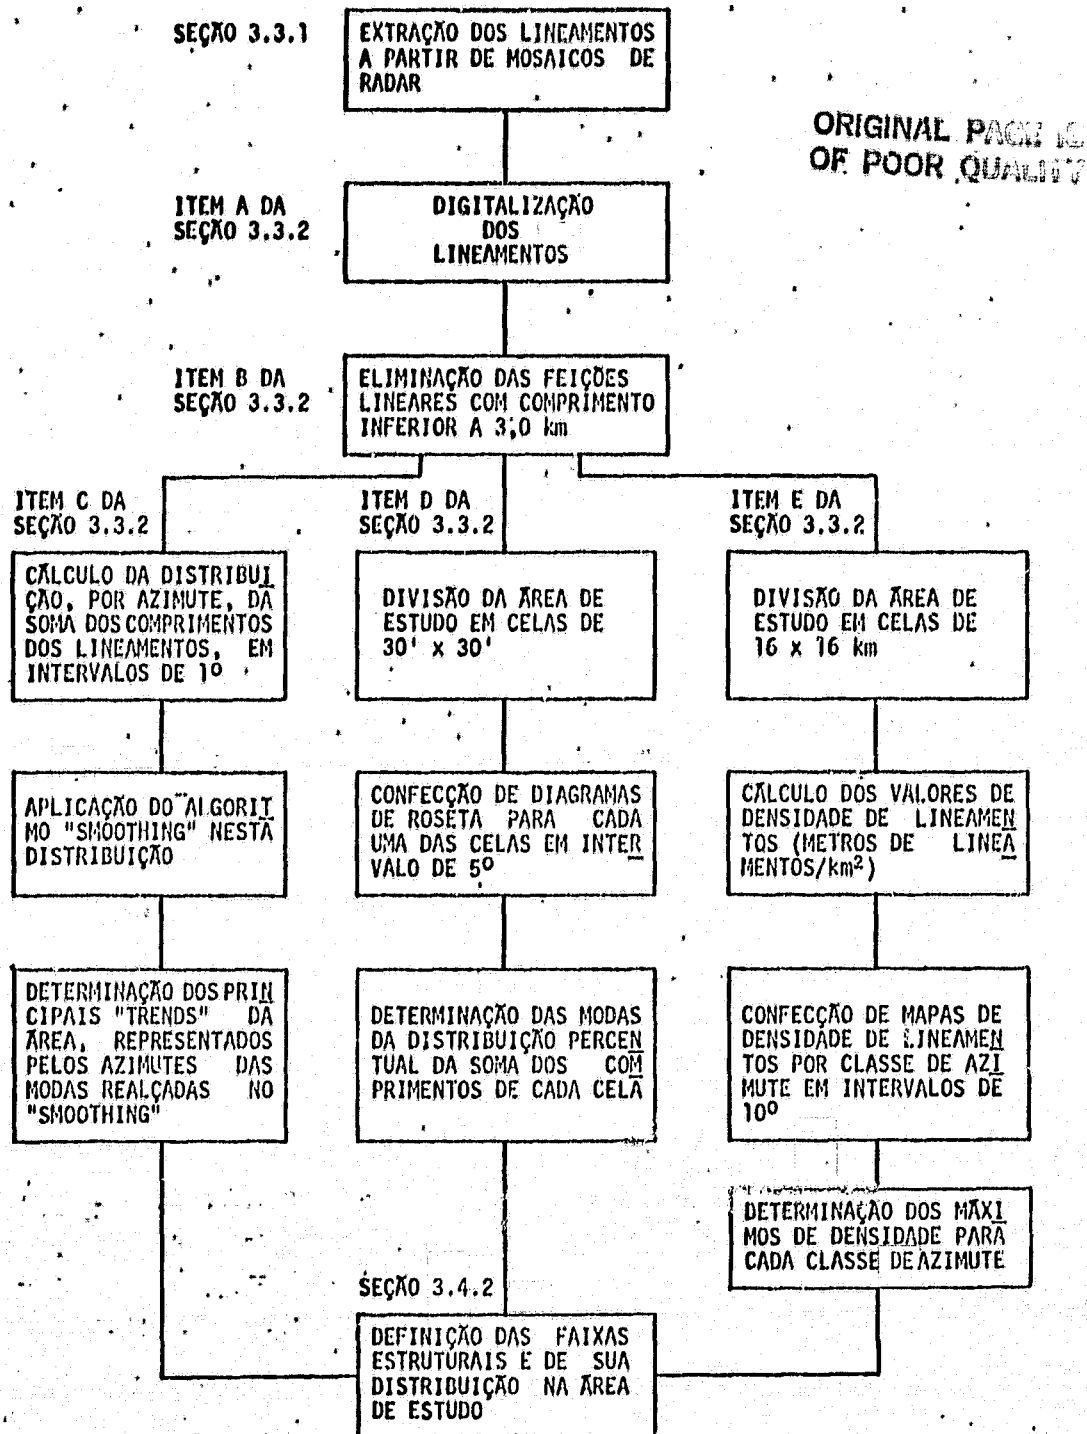 SEÇÃO 3.3.1
EXTRAÇÃO DOS LINEAMENTOS
A PARTIR DE MOSAICOS DE
RADAR
ORIGINAL PAGE IS
OF POOR QUALITY
ITEM A DA
SEÇÃO 3.3.2
DIGITALIZAÇÃO
DOS
LINEAMENTOS
ITEM B DA
SEÇÃO 3.3.2
ELIMINAÇÃO DAS FEIÇÕES
LINEARES COM COMPRIMENTO
INFERIOR A 3,0 km
ITEM C DA
SEÇÃO 3.3.2
CÁLCULO DA DISTRIBUI
ÇÃO, POR AZIMUTE, DA
SOMA DOS COMPRIMENTOS
DOS LINEAMENTOS, EM
INTERVALOS DE 1º
APLICAÇÃO DO ALGORIT
MO "SMOOTHING" NESTA
DISTRIBUIÇÃO
DETERMINAÇÃO DOS PRIN
CIPAIS "TRENDS" DA
ÁREA, REPRESENTADOS
PELOS AZIMUTES DAS
MODAS REALÇADAS NO
"SMOOTHING"
ITEM D DA
SEÇÃO 3.3.2
DIVISÃO DA ÁREA DE
ESTUDO EM CELAS DE
30' x 30'
CONFECÇÃO DE DIAGRAMAS
DE ROSETA PARA CADA
UMA DAS CELAS EM INTER
VALO DE 5º
DETERMINAÇÃO DAS MODAS
DA DISTRIBUIÇÃO PERCEN
TUAL DA SOMA DOS COM
PRIMENTOS DE CADA CELA
ITEM E DA
SEÇÃO 3.3.2
DIVISÃO DA ÁREA DE
ESTUDO EM CELAS DE
16 x 16 km
CÁLCULO DOS VALORES DE
DENSIDADE DE LINEAMEN
TOS (METROS DE LINEA
MENTOS/km²)
CONFECÇÃO DE MAPAS DE
DENSIDADE DE LINEAMEN
TOS POR CLASSE DE AZI
MUTE EM INTERVALOS DE
10º
DETERMINAÇÃO DOS MÁXI
MOS DE DENSIDADE PARA
CADA CLASSE DE AZIMUTE
SEÇÃO 3.4.2
DEFINIÇÃO DAS FAIXAS
ESTRUTURAIS E DE SUA
DISTRIBUIÇÃO NA ÁREA
DE ESTUDO